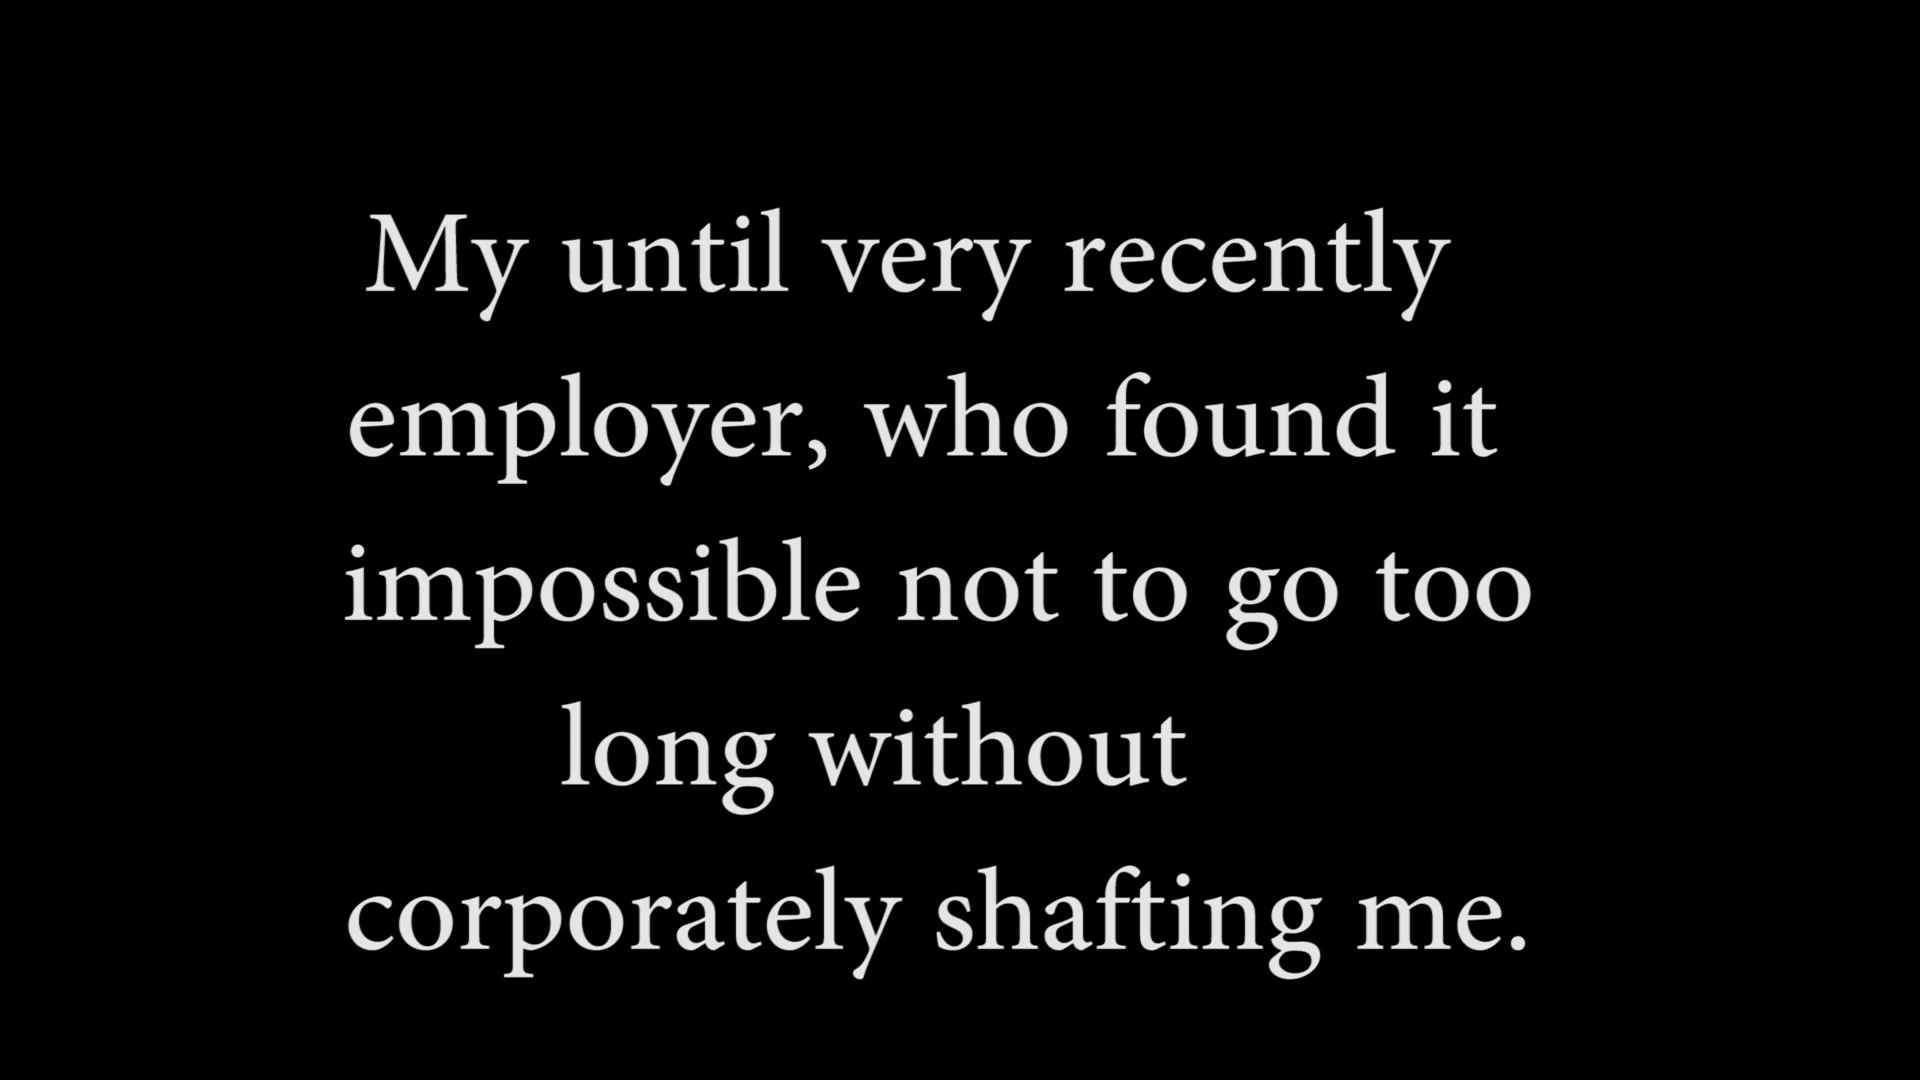 My until very recently
employer, who found it
impossible not to go too
long without
corporately shafting me.